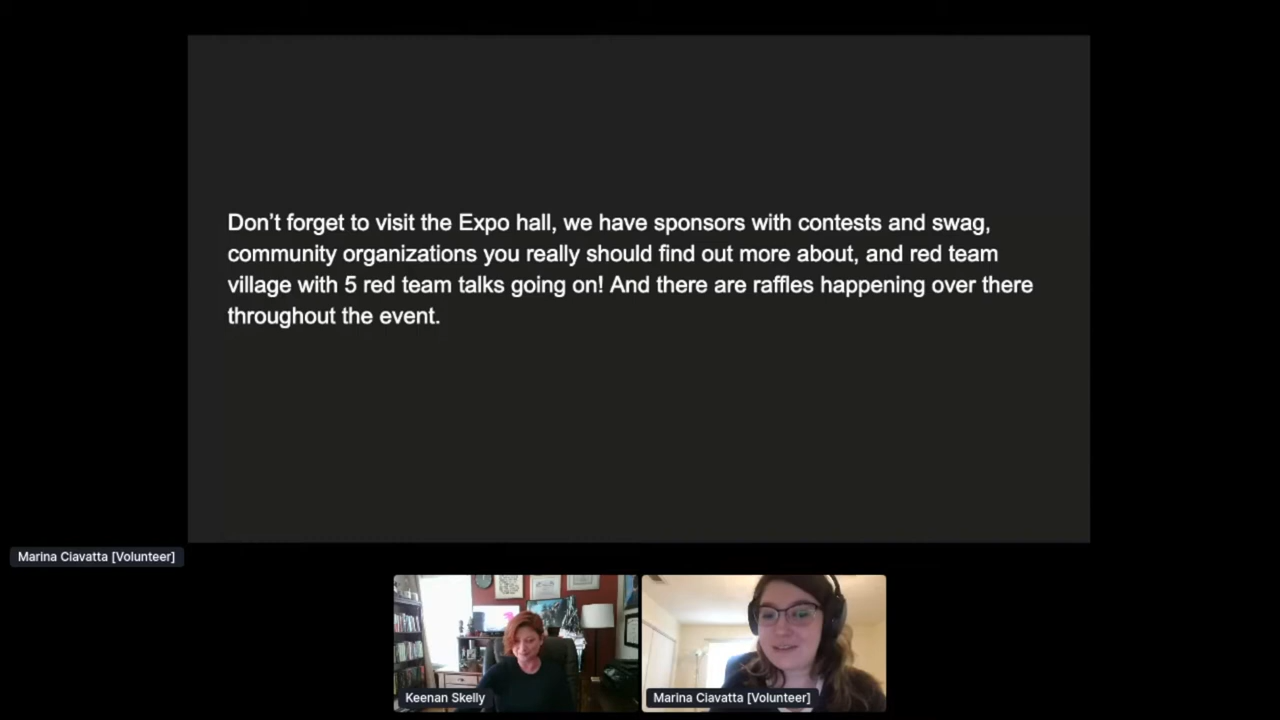 Don’t forget to visit the Expo hall, we have sponsors with contests and swag,
community organizations you really should find out more about, and red team
village with 5 red team talks going on! And there are raffles happening over there
throughout the event.
Marina Ciavatta [Volunteer]
Keenan Skelly
Marina Ciavatta [Volunteer]